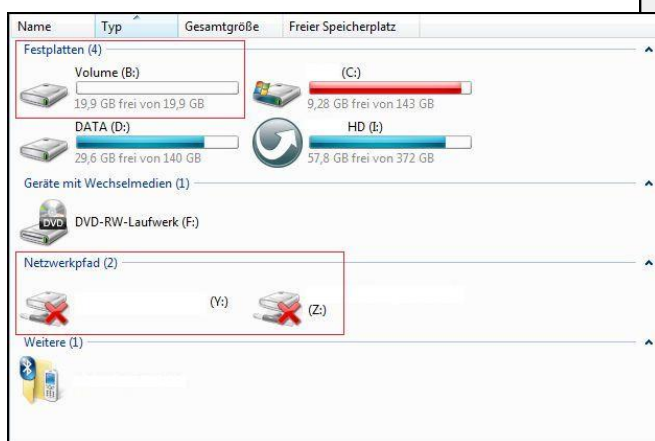 Name Typ Gesamtgröße Freier Speicherplatz
Festplatten (4)
Volume (B:) (C:)
19,9 GB frei von 19,9 GB 9,28 GB frei von 143 GB
DATA (D:) HD (I:)
29,6 GB frei von 140 GB 57,8 GB frei von 372 GB
Geräte mit Wechselmedien (1)
DVD DVD-RW-Laufwerk (F:)
Netzwerkpfad (2)
(Y:) (Z:)
Weitere (1)